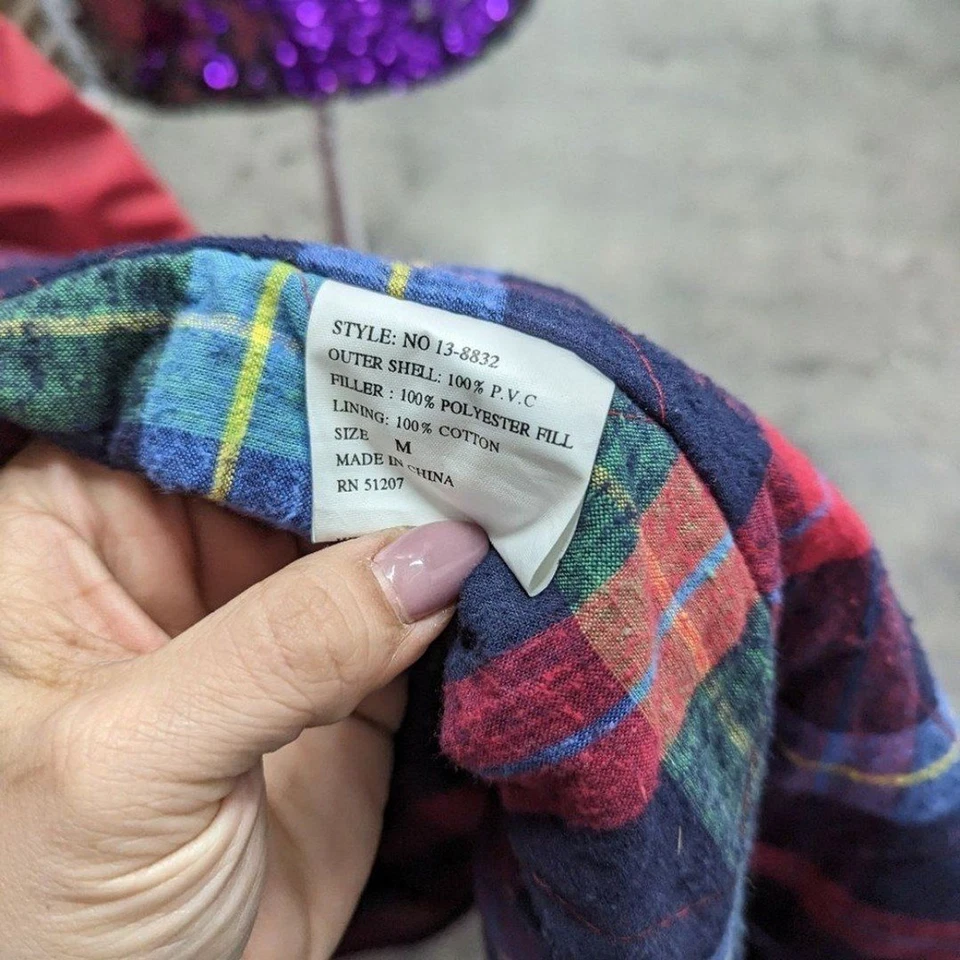 STYLE: NO 13-8832
OUTER SHELL: 100% P.V.C
FILLER : 100% POLYESTER FILL
LINING: 100% COTTON
SIZE M
MADE IN CHINA
RN 51207